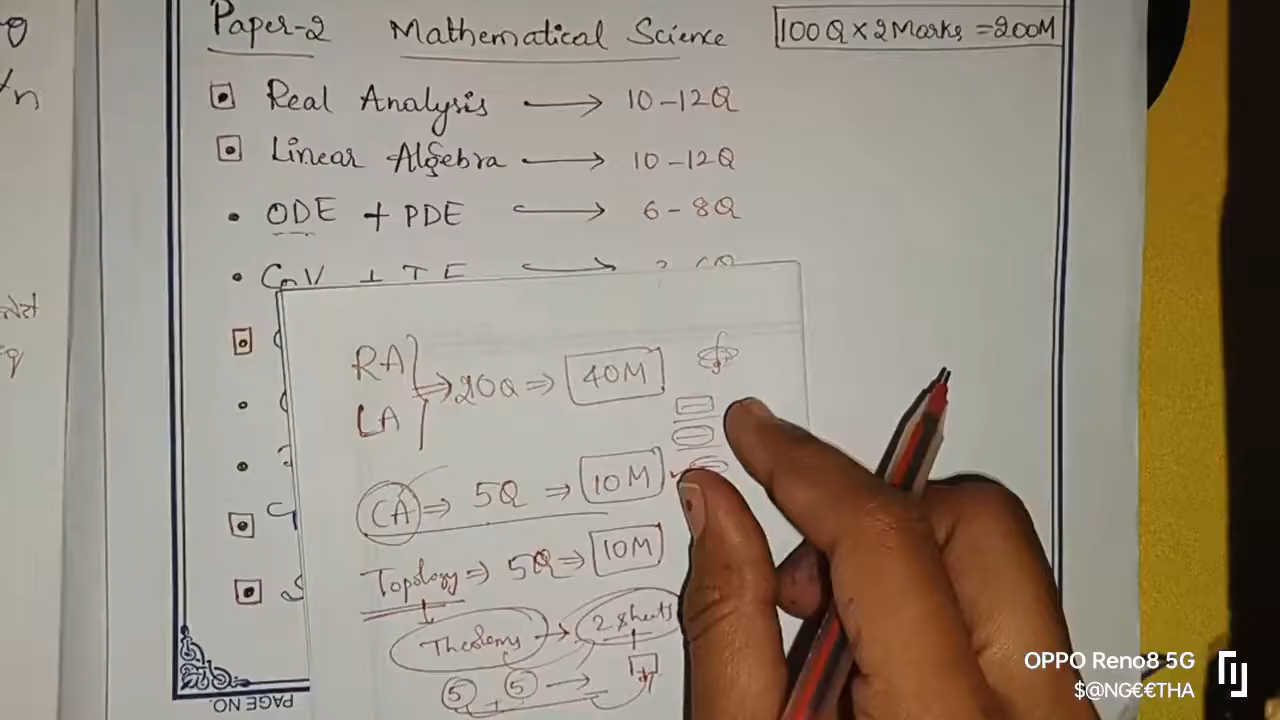 Paper-2 Mathematical Science 100Q×2Marks=200M
Real Analysis → 10-12Q
Linear Algebra → 10-12Q
ODE + PDE → 6-8Q
RA
LA
⇒20Q⇒ 40M
CA ⇒ 5Q ⇒ 10M
Topology ⇒ 5Q⇒ 10M
Theorems → 2 sheets
5 5 →
PAGE NO.
OPPO Reno8 5G
$@NG€€THA